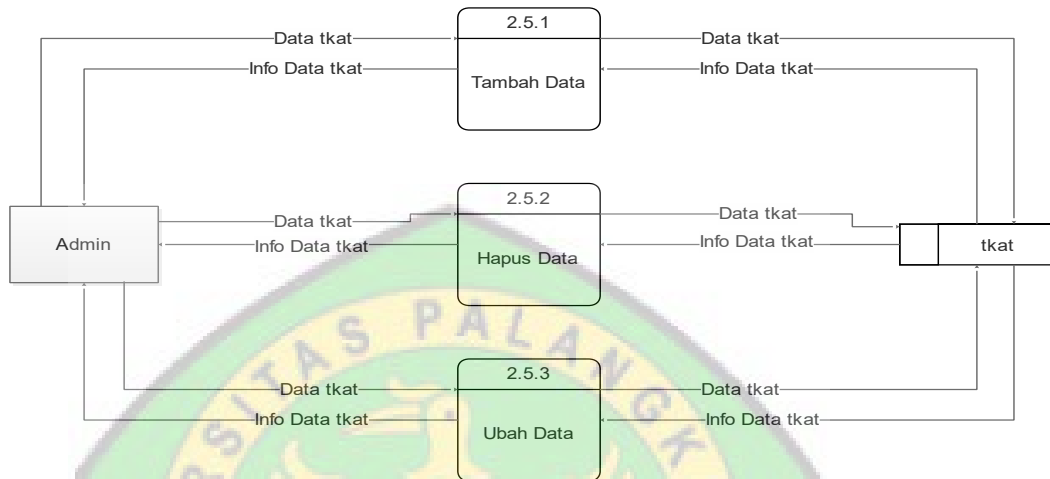 2.5.1
Data tkat
Data tkat
Info Data tkat
Info Data tkat
Tambah Data
2.5.2
Data tkat
Data tkat
Admin
Info Data tkat
Info Data tkat
tkat
Hapus Data
RSITAS PALANGK
2.5.3
Data tkat
Data tkat
Info Data tkat
Info Data tkat
Ubah Data